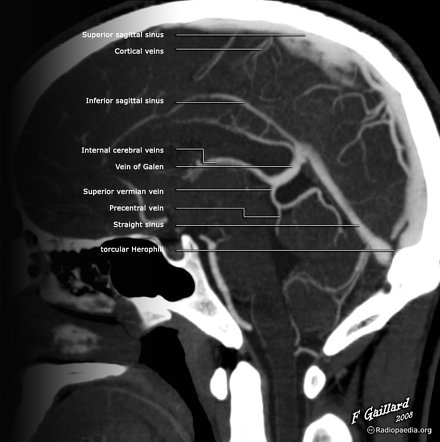 Superior sagittal sinus
Cortical veins
Inferior sagittal sinus
Internal cerebral veins
Vein of Galen
Superior vermian vein
Precentral vein
Straight sinus
torcular Herophili
F Gaillard
2008
Radiopaedia.org